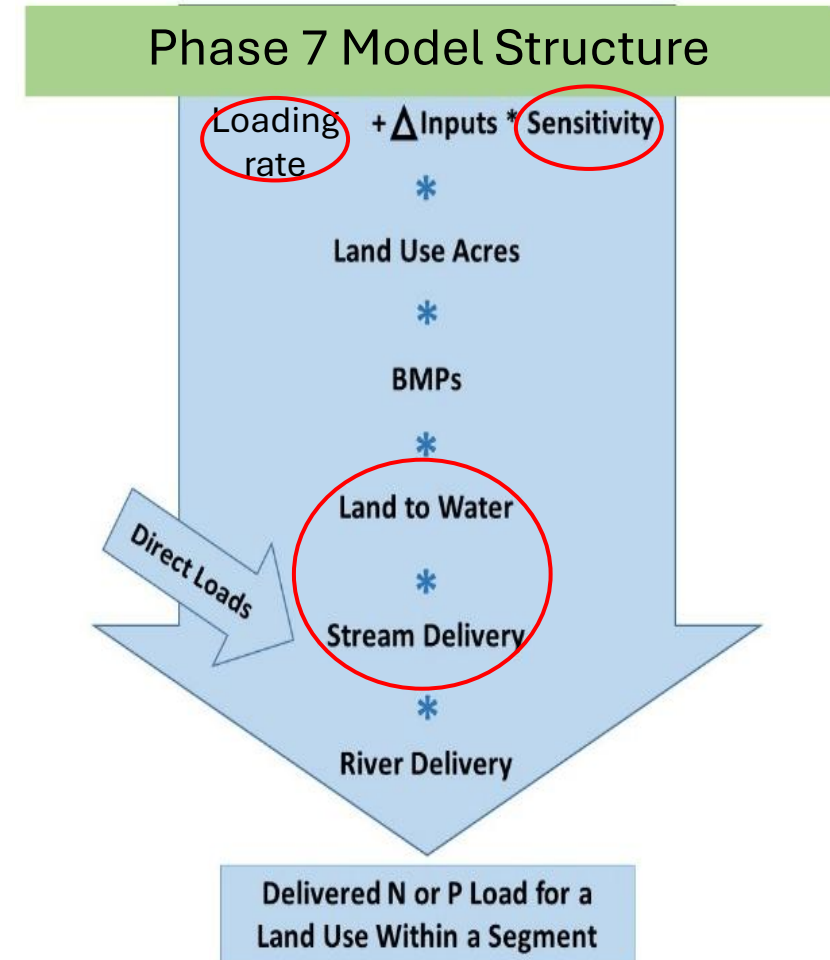 Phase 7 Model Structure
Loading + Δ Inputs * Sensitivity
rate
*
Land Use Acres
*
BMPs
*
Land to Water
*
Direct Loads
Stream Delivery
*
River Delivery
Delivered N or P Load for a
Land Use Within a Segment